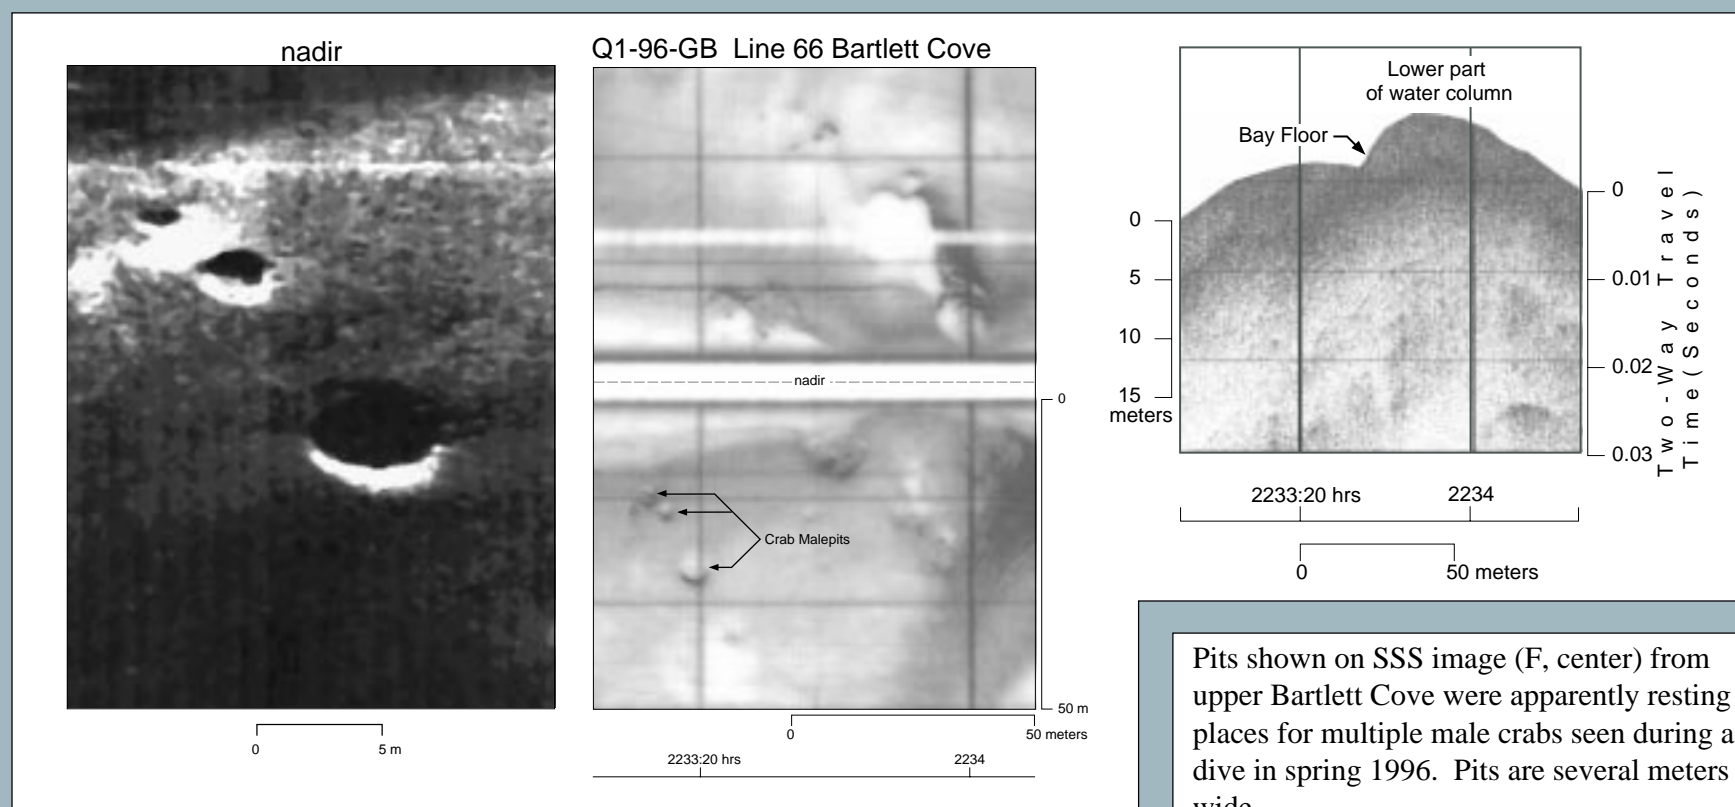 nadir
0
5 m
Q1-96-GB Line 66 Bartlett Cove
nadir
0
Crab Malepits
50 m
0
50 meters
2233:20 hrs
2234
Lower part
of water column
Bay Floor
0
5
10
15
meters
0
0.01
0.02
0.03
Two-Way Travel
Time(Seconds)
2233:20 hrs
2234
0
50 meters
Pits shown on SSS image (F, center) from
upper Bartlett Cove were apparently resting
places for multiple male crabs seen during a
dive in spring 1996. Pits are several meters
wide